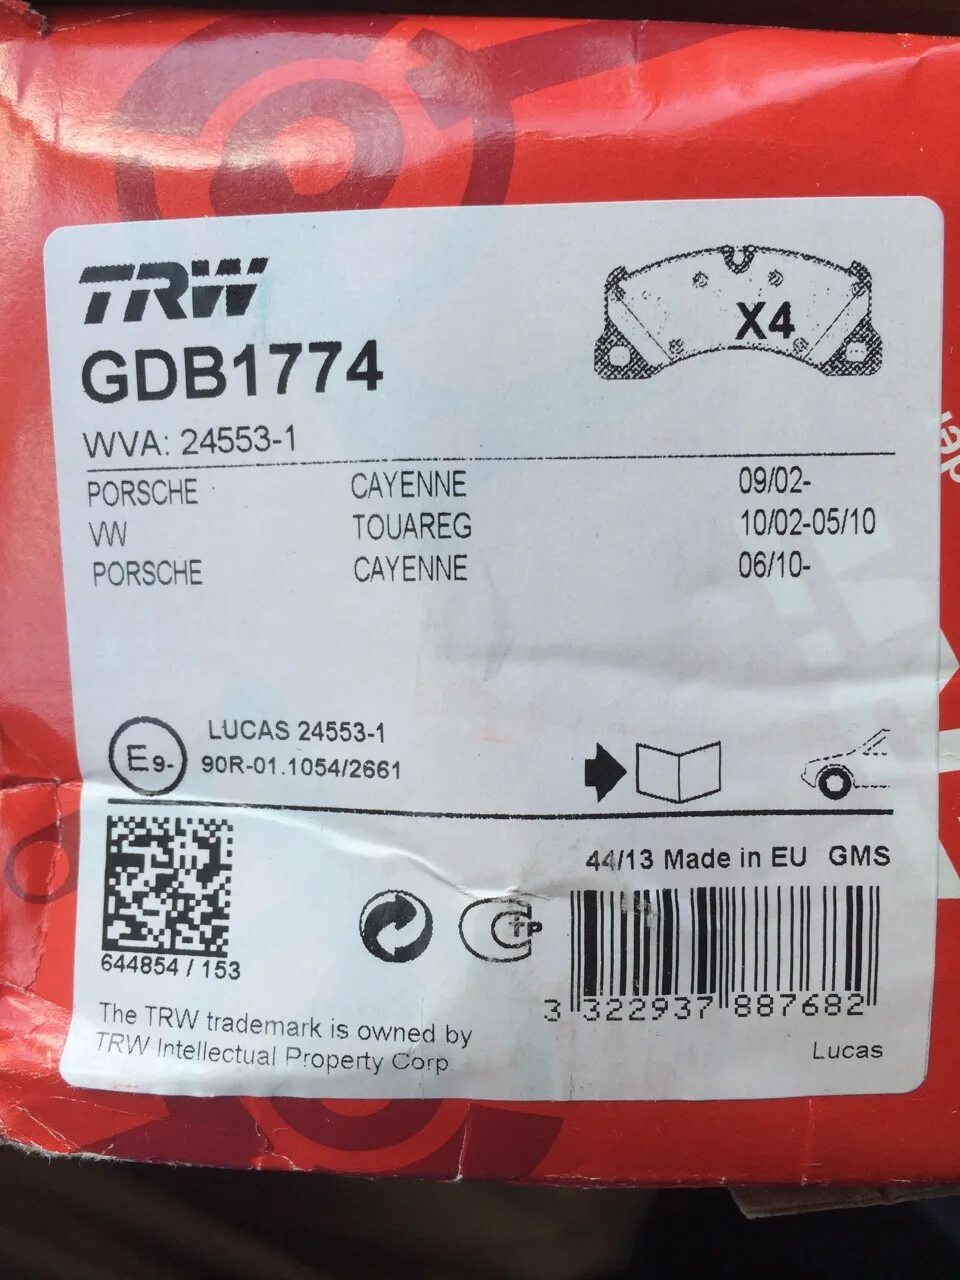 TRW
GDB1774
X4
WVA: 24553-1
PORSCHE CAYENNE 09/02-
VW TOUAREG 10/02-05/10
PORSCHE CAYENNE 06/10-
E9- LUCAS 24553-1
90R-01.1054/2661
44/13 Made in EU GMS
644854 / 153
CTP
3 322937 887682
The TRW trademark is owned by
TRW Intellectual Property Corp
Lucas